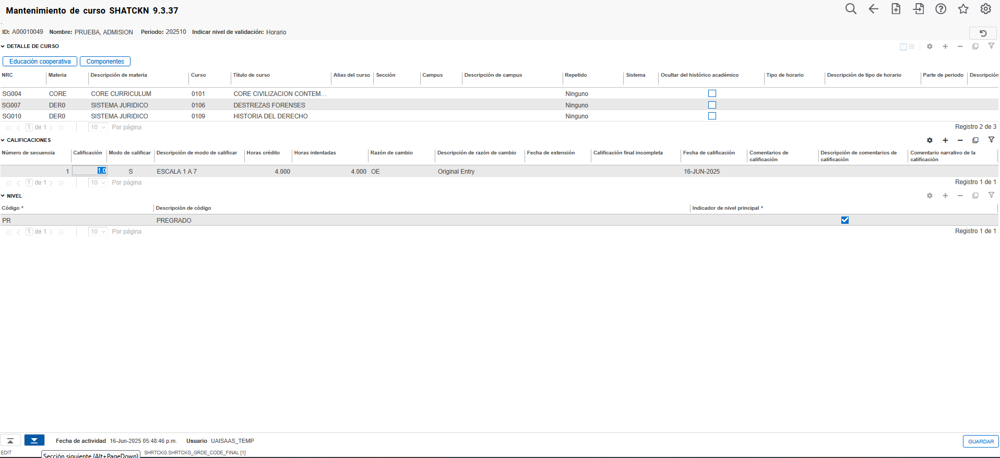 Mantenimiento de curso SHATCKN 9.3.37
.
ID: A00010049 Nombre: PRUEBA, ADMISION Periodo: 202510 Indicar nivel de validación: Horario
DETALLE DE CURSO
Educación cooperativa Componentes
NRC Materia Descripción de materia Curso Título de curso Alias del curso Sección Campus Descripción de campus Repetido Sistema Ocultar del histórico académico Tipo de horario Descripción de tipo de horario Parte de periodo Descripción
SG004 CORE CORE CURRICULUM 0101 CORE CIVILIZACION CONTEM... Ninguno
SG007 DER0 SISTEMA JURIDICO 0106 DESTREZAS FORENSES Ninguno
SG010 DER0 SISTEMA JURIDICO 0109 HISTORIA DEL DERECHO Ninguno
1 de 1 10 Por página Registro 2 de 3
CALIFICACIONES
Número de secuencia Calificación Modo de calificar Descripción de modo de calificar Horas crédito Horas intentadas Razón de cambio Descripción de razón de cambio Fecha de extensión Calificación final incompleta Fecha de calificación Comentarios de calificación Descripción de comentarios de calificación Comentario narrativo de la calificación
1 1.0 S ESCALA 1 A 7 4.000 4.000 OE Original Entry 16-JUN-2025
1 de 1 10 Por página Registro 1 de 1
NIVEL
Código * Descripción de código Indicador de nivel principal *
PR PREGRADO
1 de 1 10 Por página Registro 1 de 1
Fecha de actividad 16-Jun-2025 05:48:46 p.m. Usuario UAISAAS_TEMP GUARDAR
EDIT Sección siguiente (Alt+PageDown) SHRTCKG.SHRTCKG_GRDE_CODE_FINAL [1]